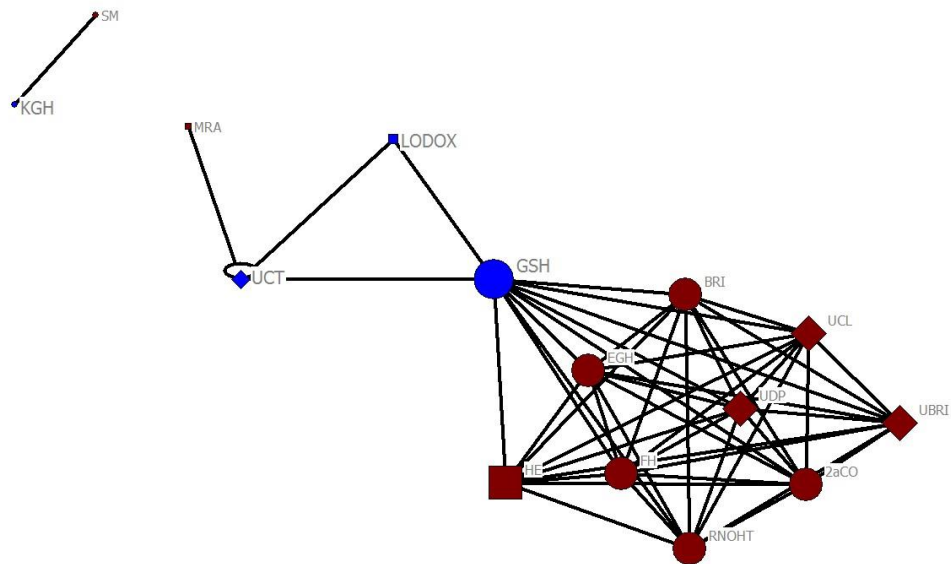 SM
KGH
MRA
LODOX
UCT
GSH
BRI
UCL
EGH
UDP
UBRI
HE
FH
2aCO
RNOHT